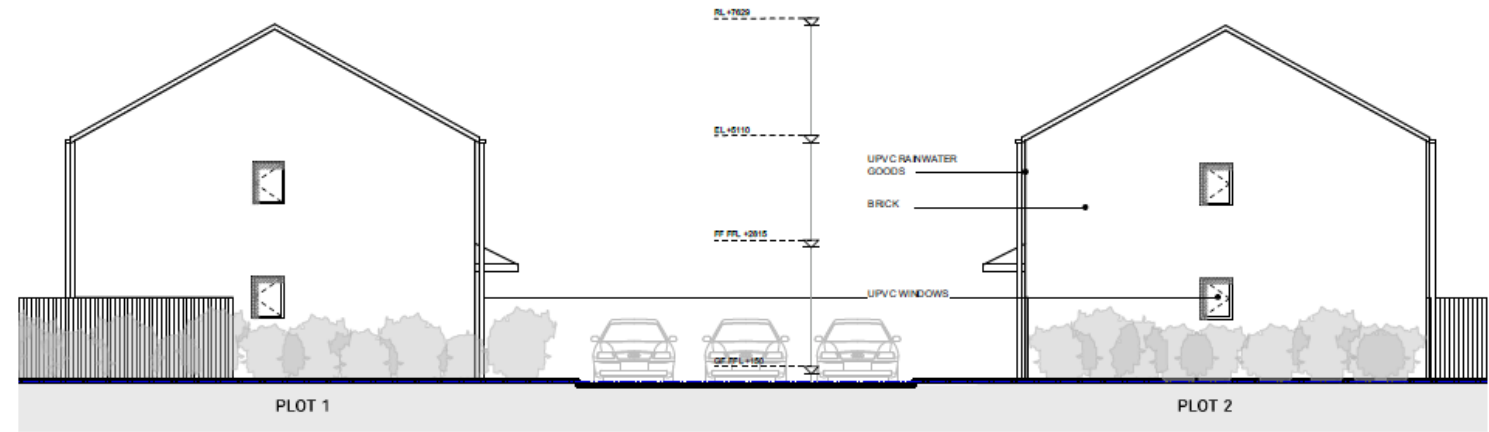 RL +7629
EL +5110
UPVC RAINWATER
GOODS
BRICK
FF FFL +2815
UPVC WINDOWS
GF FFL +150
PLOT 1
PLOT 2